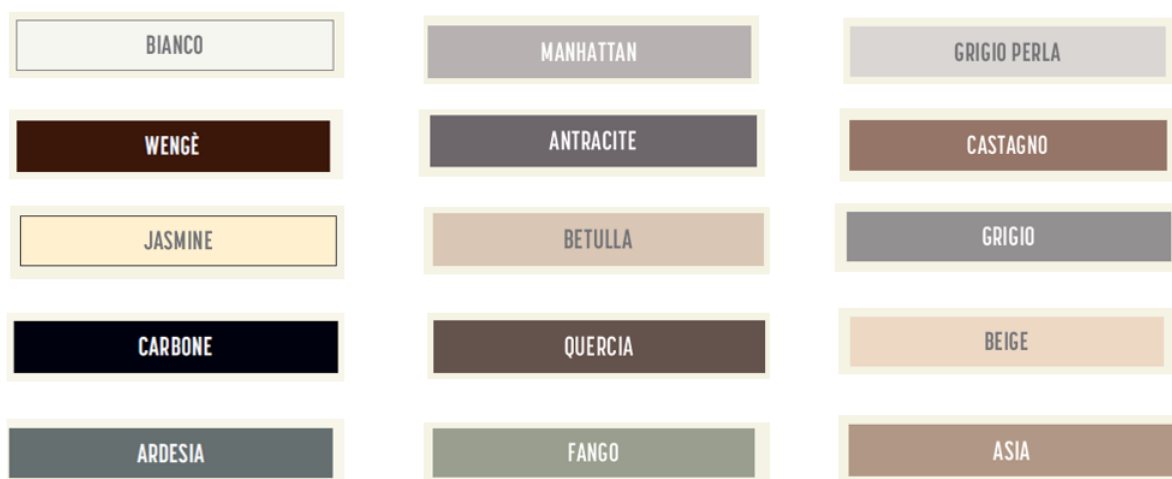 BIANCO
MANHATTAN
GRIGIO PERLA
WENGÈ
ANTRACITE
CASTAGNO
JASMINE
BETULLA
GRIGIO
CARBONE
QUERCIA
BEIGE
ARDESIA
FANGO
ASIA